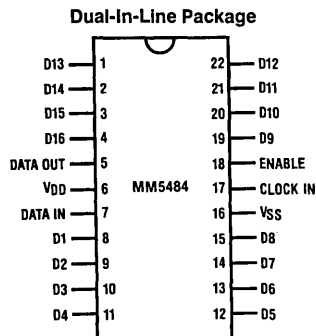 Dual-In-Line Package
D13 1 22 D12
D14 2 21 D11
D15 3 20 D10
D16 4 19 D9
DATA OUT 5 18 ENABLE
VDD 6 MM5484 17 CLOCK IN
DATA IN 7 16 VSS
D1 8 15 D8
D2 9 14 D7
D3 10 13 D6
D4 11 12 D5